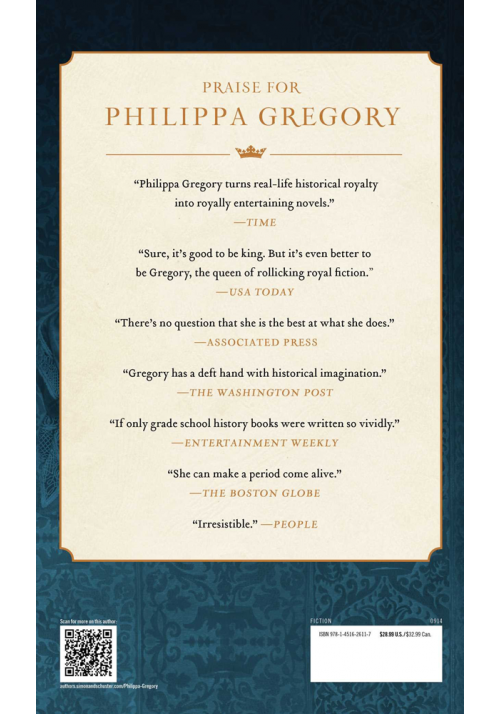 PRAISE FOR
PHILIPPA GREGORY
“Philippa Gregory turns real-life historical royalty
into royally entertaining novels.”
—TIME
“Sure, it’s good to be king. But it’s even better to
be Gregory, the queen of rollicking royal fiction.”
—USA TODAY
“There’s no question that she is the best at what she does.”
—ASSOCIATED PRESS
“Gregory has a deft hand with historical imagination.”
—THE WASHINGTON POST
“If only grade school history books were written so vividly.”
—ENTERTAINMENT WEEKLY
“She can make a period come alive.”
—THE BOSTON GLOBE
“Irresistible.” —PEOPLE
Scan for more on this author:
authors.simonandschuster.com/Philippa-Gregory
FICTION 0914
ISBN 978-1-4516-2611-7 $28.99 U.S./$32.99 Can.